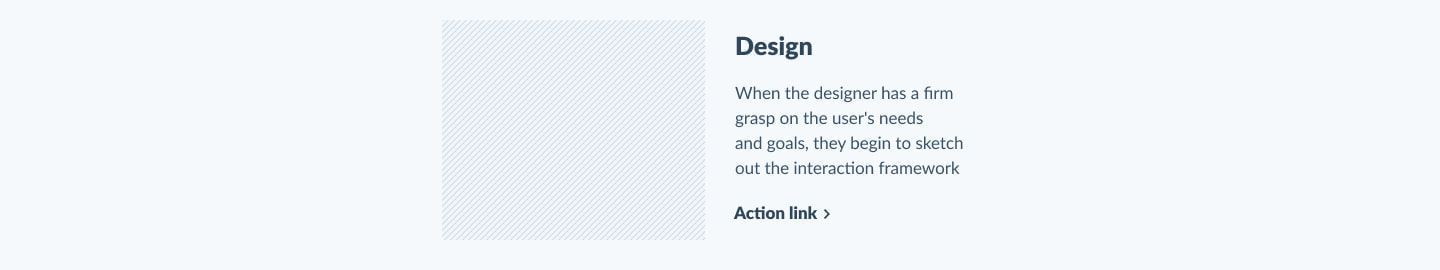 Design
When the designer has a firm
grasp on the user's needs
and goals, they begin to sketch
out the interaction framework
Action link